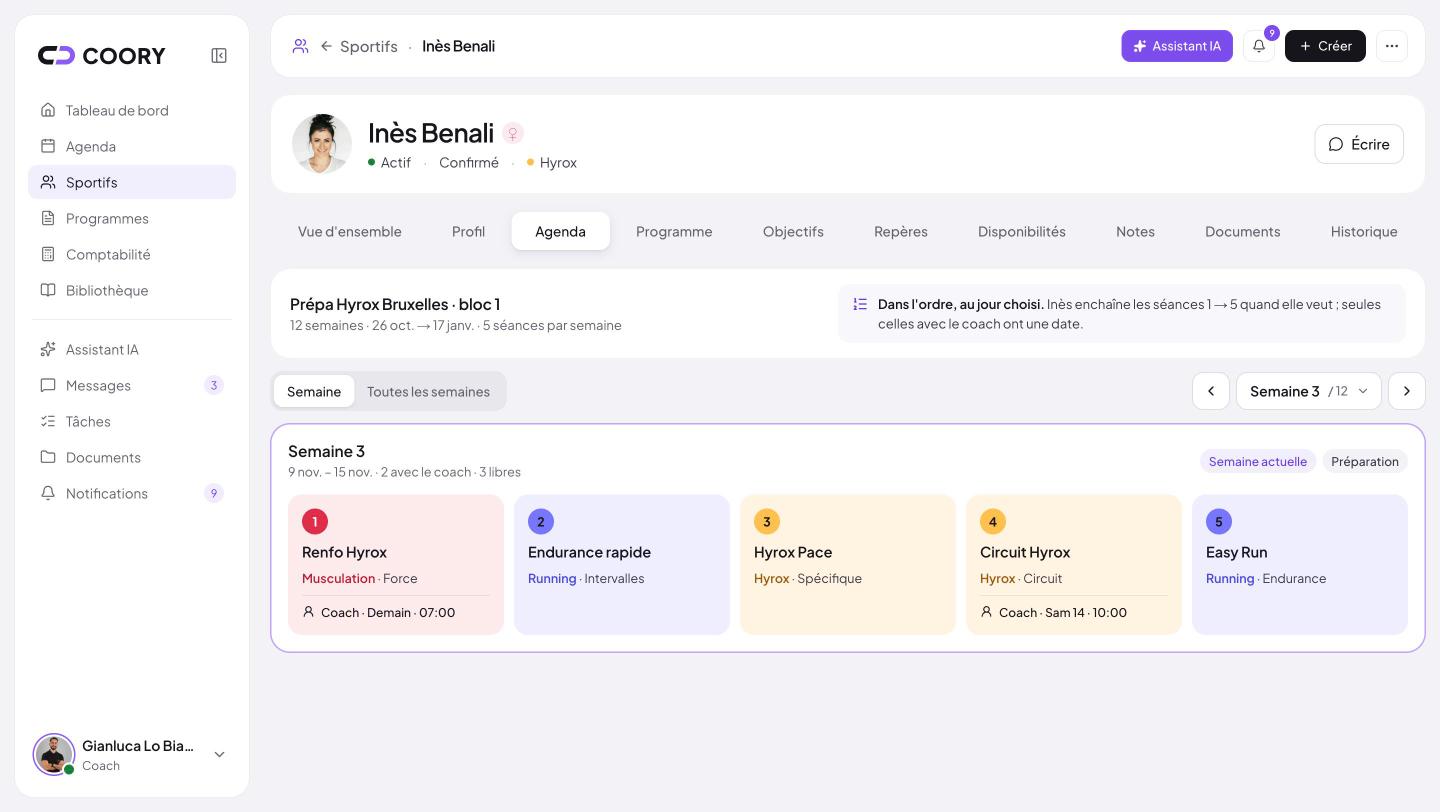 COORY
Tableau de bord
Agenda
Sportifs
Programmes
Comptabilité
Bibliothèque
Assistant IA
Messages 3
Tâches
Documents
Notifications 9
Gianluca Lo Bia...
Coach
Sportifs · Inès Benali
Assistant IA
9
Créer
Inès Benali
Actif · Confirmé · Hyrox
Écrire
Vue d'ensemble
Profil
Agenda
Programme
Objectifs
Repères
Disponibilités
Notes
Documents
Historique
Prépa Hyrox Bruxelles · bloc 1
12 semaines · 26 oct. → 17 janv. · 5 séances par semaine
Dans l'ordre, au jour choisi. Inès enchaîne les séances 1 → 5 quand elle veut ; seules
celles avec le coach ont une date.
Semaine
Toutes les semaines
Semaine 3 / 12
Semaine 3
9 nov. – 15 nov. · 2 avec le coach · 3 libres
Semaine actuelle
Préparation
1
Renfo Hyrox
Musculation · Force
Coach · Demain · 07:00
2
Endurance rapide
Running · Intervalles
3
Hyrox Pace
Hyrox · Spécifique
4
Circuit Hyrox
Hyrox · Circuit
Coach · Sam 14 · 10:00
5
Easy Run
Running · Endurance